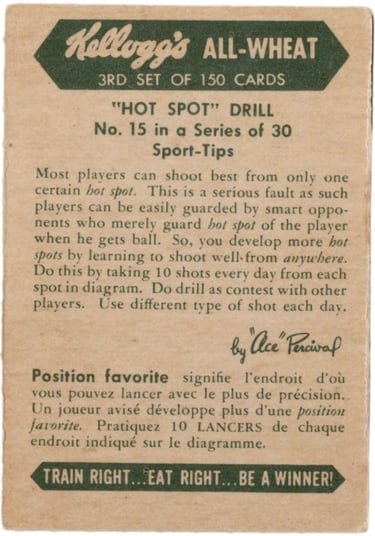 Kellogg's ALL-WHEAT
3RD SET OF 150 CARDS
"HOT SPOT" DRILL
No. 15 in a Series of 30
Sport-Tips
Most players can shoot best from only one
certain hot spot. This is a serious fault as such
players can be easily guarded by smart oppo-
nents who merely guard hot spot of the player
when he gets ball. So, you develop more hot
spots by learning to shoot well from anywhere.
Do this by taking 10 shots every day from each
spot in diagram. Do drill as contest with other
players. Use different type of shot each day.
by "Ace" Percival
Position favorite signifie l'endroit d'où
vous pouvez lancer avec le plus de précision.
Un joueur avisé développe plus d'une position
favorite. Pratiquez 10 LANCERS de chaque
endroit indiqué sur le diagramme.
TRAIN RIGHT...EAT RIGHT...BE A WINNER!